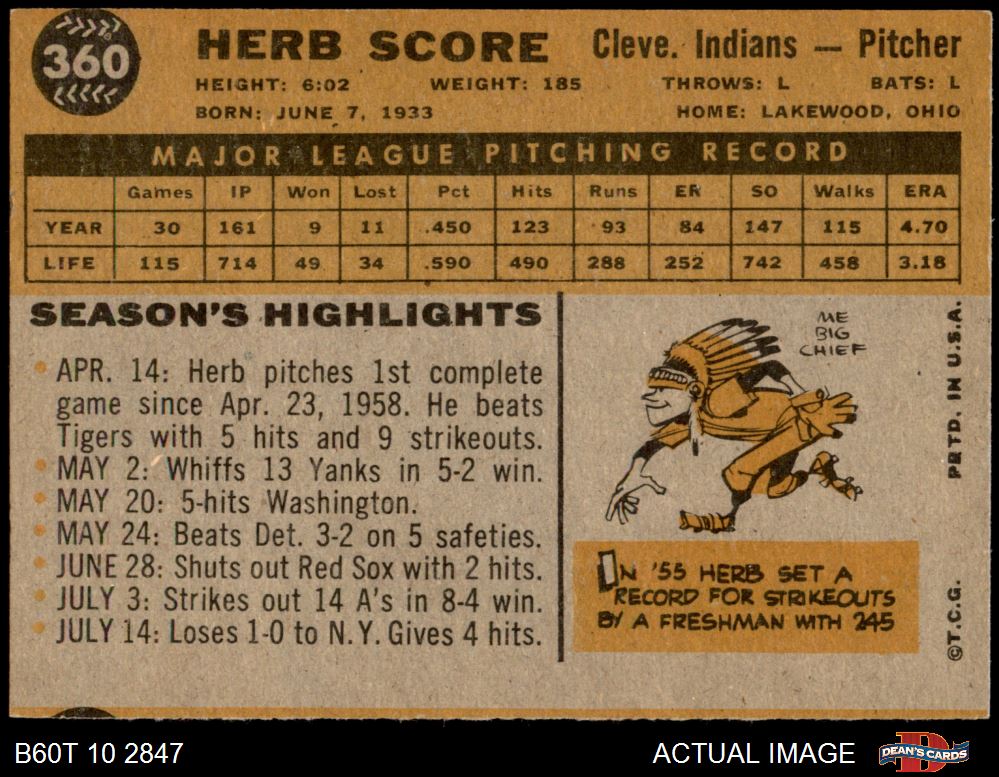 360
HERB SCORE Cleve. Indians — Pitcher
HEIGHT: 6:02 WEIGHT: 185 THROWS: L BATS: L
BORN: JUNE 7, 1933 HOME: LAKEWOOD, OHIO
MAJOR LEAGUE PITCHING RECORD
Games IP Won Lost Pct Hits Runs ER SO Walks ERA
YEAR 30 161 9 11 .450 123 93 84 147 115 4.70
LIFE 115 714 49 34 .590 490 288 252 742 458 3.18
SEASON'S HIGHLIGHTS
• APR. 14: Herb pitches 1st complete
game since Apr. 23, 1958. He beats
Tigers with 5 hits and 9 strikeouts.
• MAY 2: Whiffs 13 Yanks in 5-2 win.
• MAY 20: 5-hits Washington.
• MAY 24: Beats Det. 3-2 on 5 safeties.
• JUNE 28: Shuts out Red Sox with 2 hits.
• JULY 3: Strikes out 14 A's in 8-4 win.
• JULY 14: Loses 1-0 to N.Y. Gives 4 hits.
ME
BIG
CHIEF
IN '55 HERB SET A
RECORD FOR STRIKEOUTS
BY A FRESHMAN WITH 245
©T.C.G. PRTD. IN U.S.A.
B60T 10 2847 ACTUAL IMAGE DEAN'S CARDS